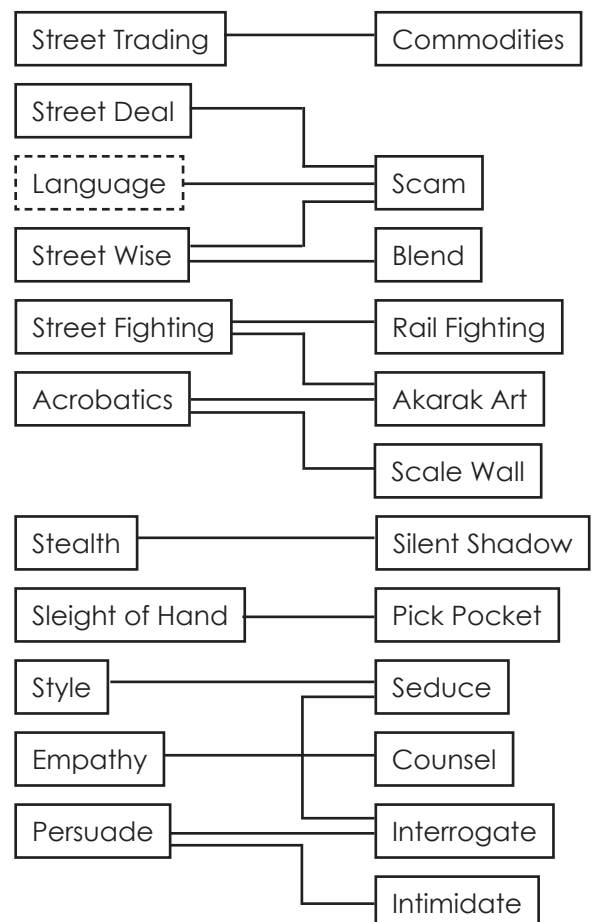 Street Trading
Commodities
Street Deal
Language
Scam
Street Wise
Blend
Street Fighting
Rail Fighting
Acrobatics
Akarak Art
Scale Wall
Stealth
Silent Shadow
Sleight of Hand
Pick Pocket
Style
Seduce
Empathy
Counsel
Persuade
Interrogate
Intimidate